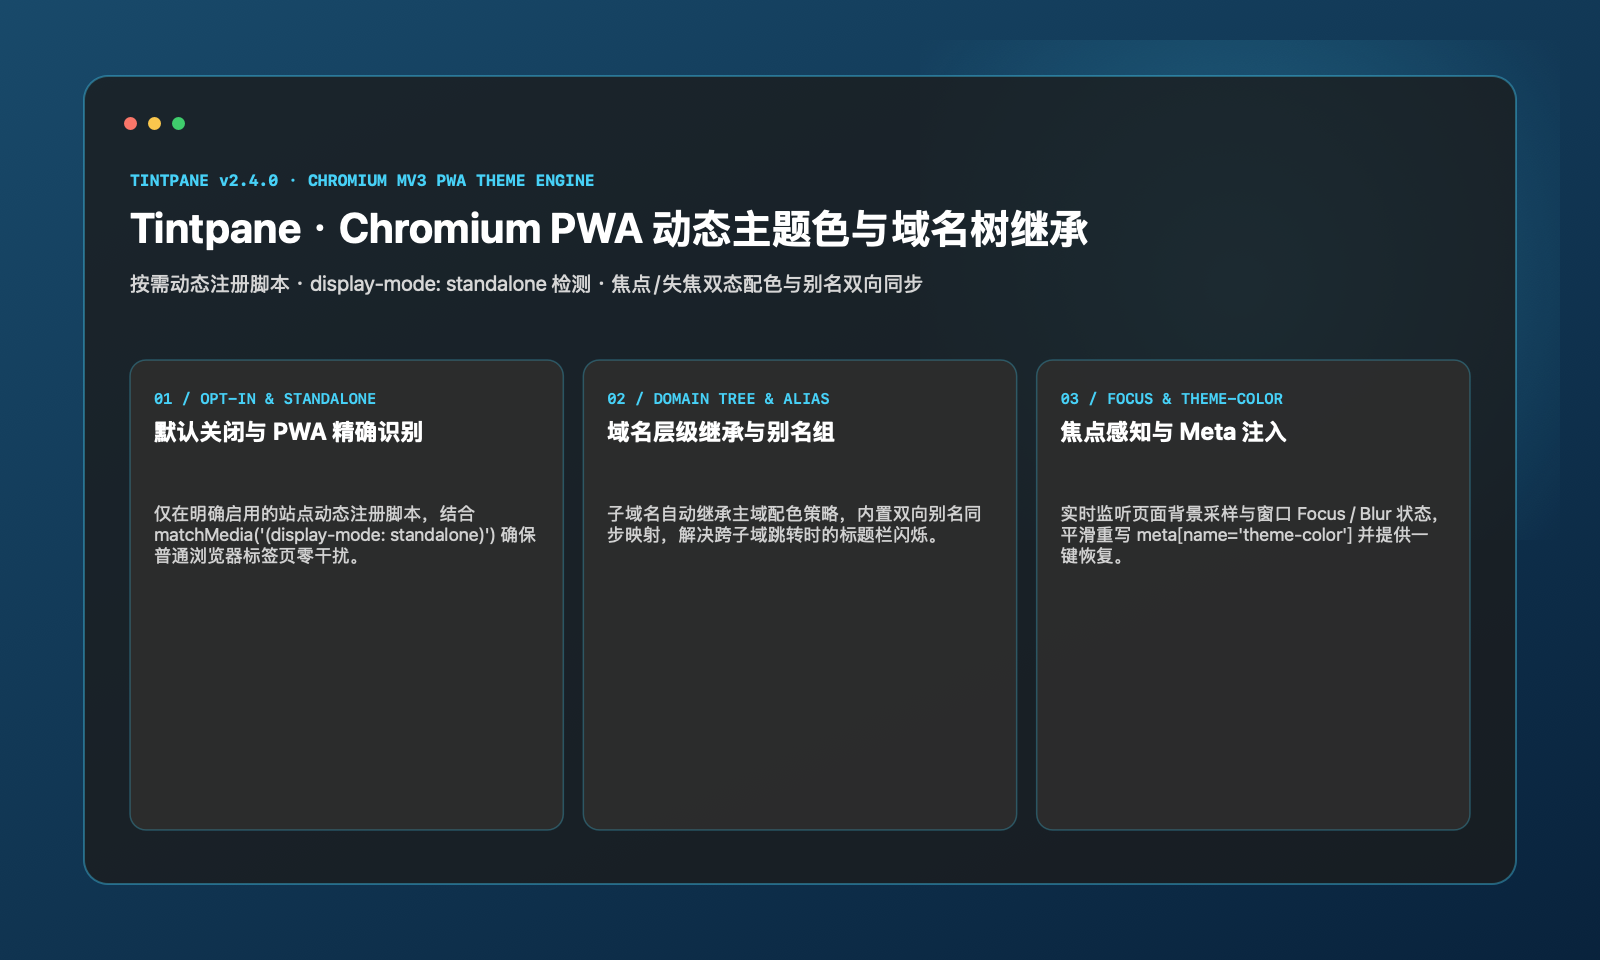 TINTPANE v2.4.0 · CHROMIUM MV3 PWA THEME ENGINE
Tintpane · Chromium PWA 动态主题色与域名树继承
按需动态注册脚本 · display-mode: standalone 检测 · 焦点/失焦双态配色与别名双向同步
01 / OPT-IN & STANDALONE
默认关闭与 PWA 精确识别
仅在明确启用的站点动态注册脚本，结合
matchMedia('(display-mode: standalone)') 确保
普通浏览器标签页零干扰。
02 / DOMAIN TREE & ALIAS
域名层级继承与别名组
子域名自动继承主域配色策略，内置双向别名同
步映射，解决跨子域跳转时的标题栏闪烁。
03 / FOCUS & THEME-COLOR
焦点感知与 Meta 注入
实时监听页面背景采样与窗口 Focus / Blur 状态，
平滑重写 meta[name='theme-color'] 并提供一
键恢复。